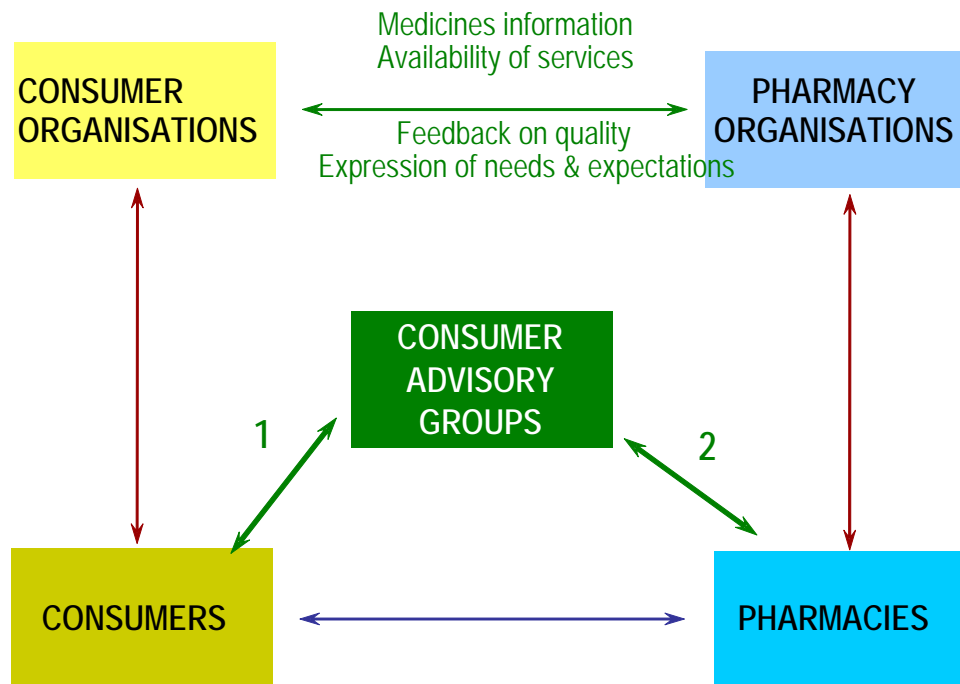 Medicines information
Availability of services
CONSUMER
ORGANISATIONS
PHARMACY
ORGANISATIONS
Feedback on quality
Expression of needs & expectations
CONSUMER
ADVISORY
GROUPS
1
2
CONSUMERS
PHARMACIES